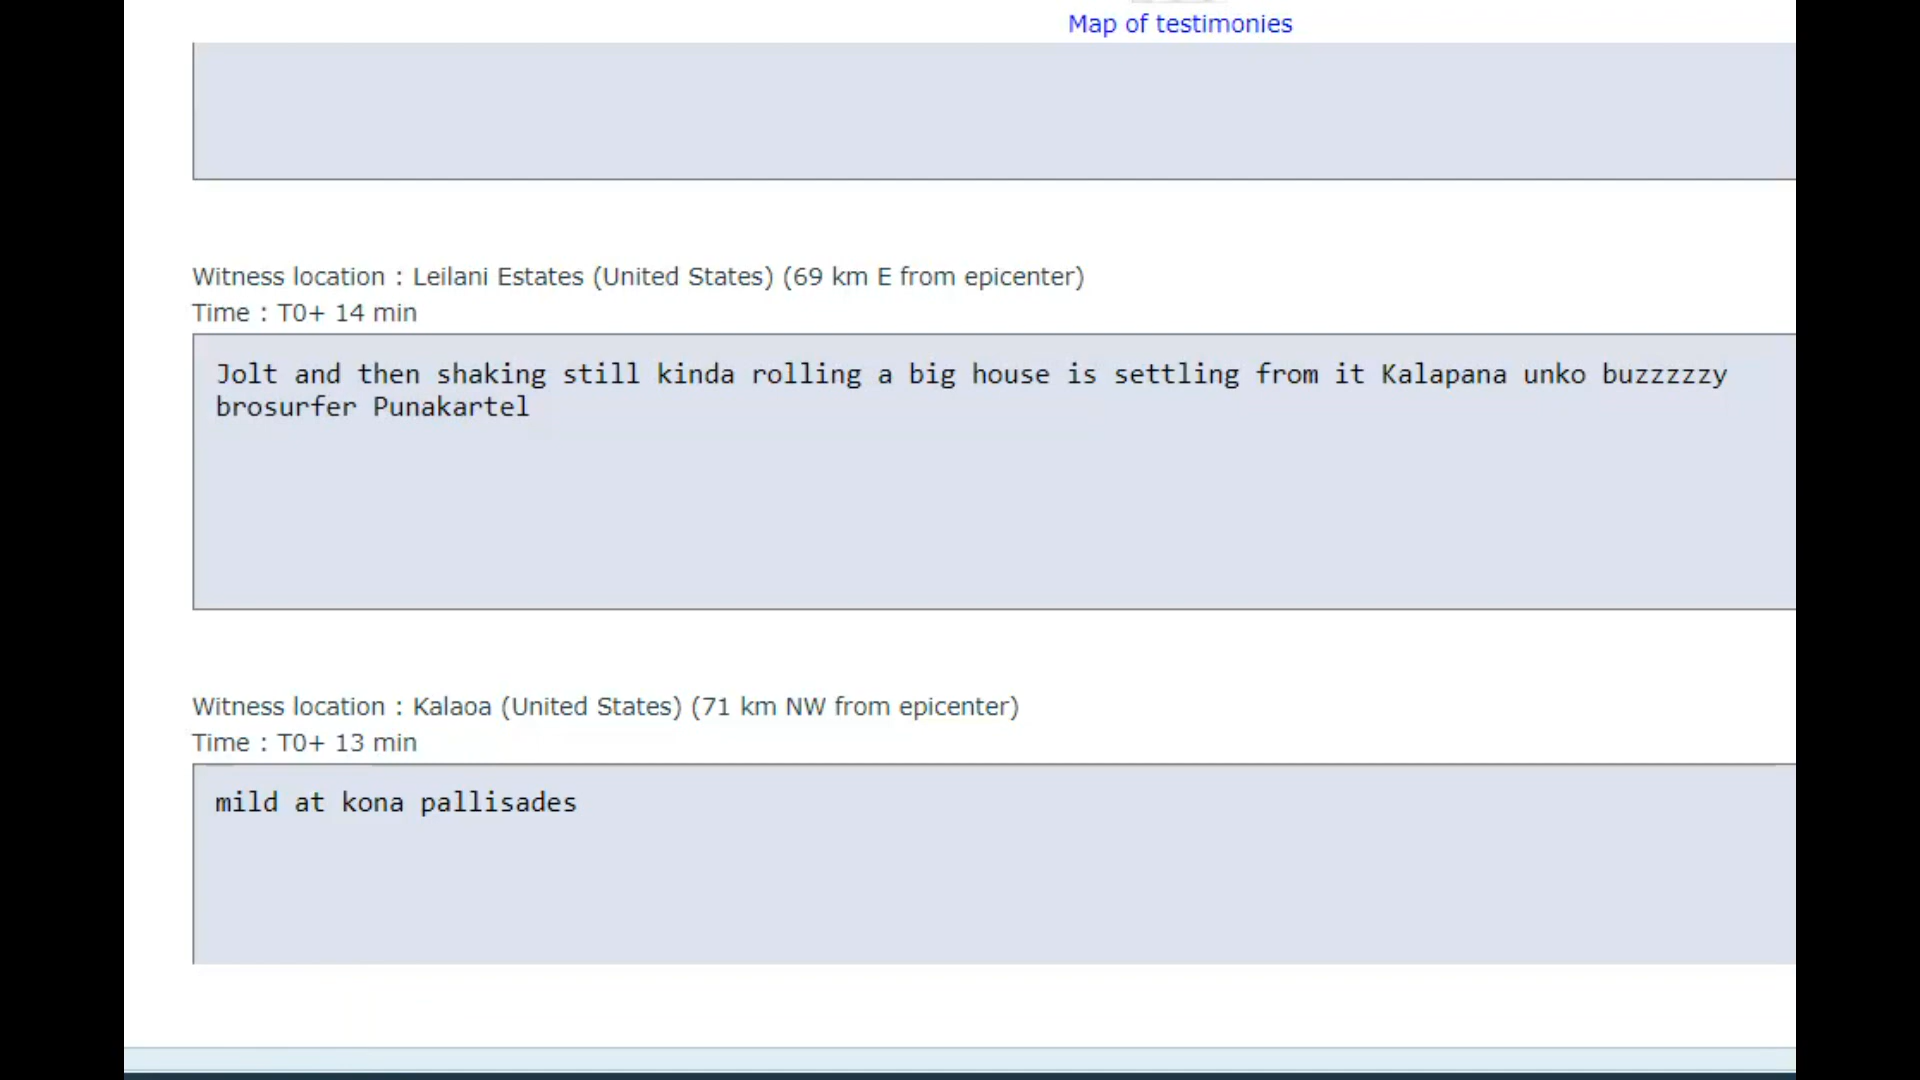 Map of testimonies
Witness location : Leilani Estates (United States) (69 km E from epicenter)
Time : T0+ 14 min
Jolt and then shaking still kinda rolling a big house is settling from it Kalapana unko buzzzzzy
brosurfer Punakartel
Witness location : Kalaoa (United States) (71 km NW from epicenter)
Time : T0+ 13 min
mild at kona pallisades